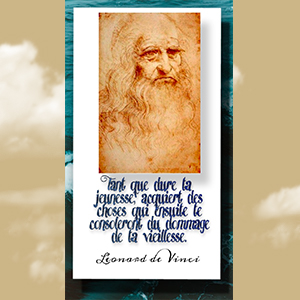 Tant que dure ta
jeunesse, acquiert des
choses qui ensuite te
consoleront du dommage
de ta vieillesse.
Leonard de Vinci